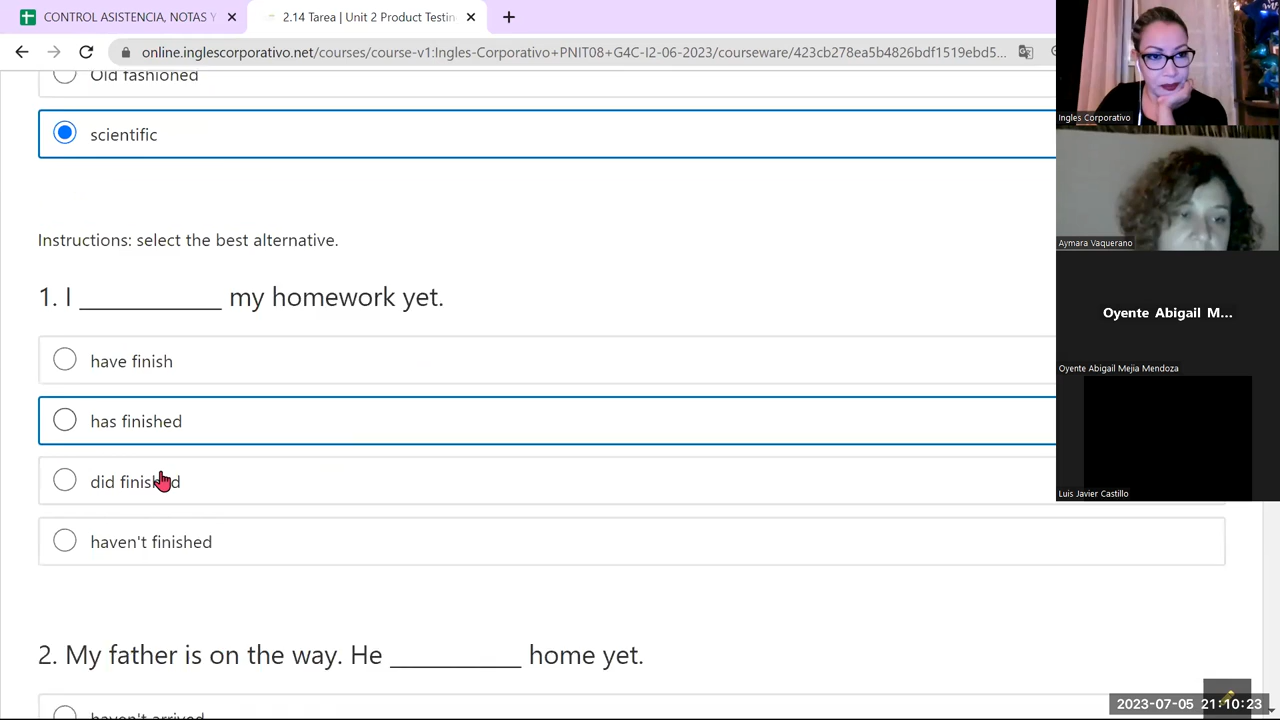 CONTROL ASISTENCIA, NOTAS Y
2.14 Tarea | Unit 2 Product Testin
online.inglescorporativo.net/courses/course-v1:Ingles-Corporativo+PNIT08+G4C-I2-06-2023/courseware/423cb278ea5b4826bdf1519ebd5...
Old fashioned
scientific
Instructions: select the best alternative.
1. I ____________ my homework yet.
have finish
has finished
did finished
haven't finished
2. My father is on the way. He ___________ home yet.
haven't arrived
Ingles Corporativo
Aymara Vaquerano
Oyente Abigail M...
Oyente Abigail Mejia Mendoza
Luis Javier Castillo
2023-07-05 21:10:23